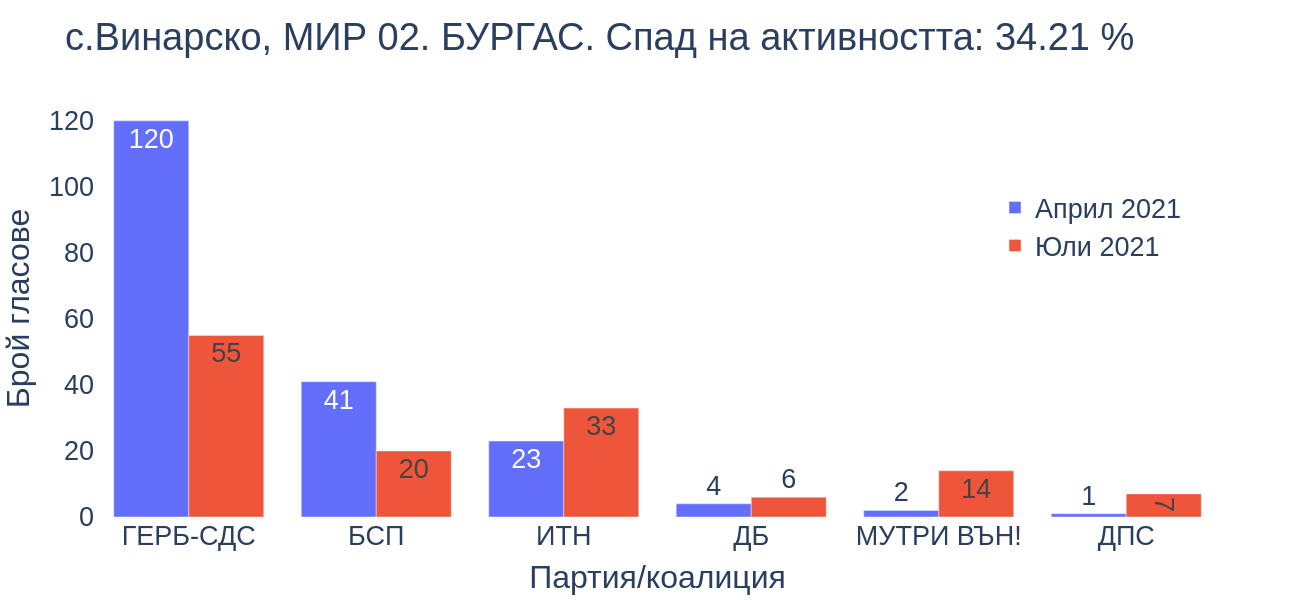 с.Винарско, МИР 02. БУРГАС. Спад на активността: 34.21 %
Брой гласове
120
100
80
60
40
20
0
120
55
41
20
23
33
4
6
2
14
1
7
Април 2021
Юли 2021
ГЕРБ-СДС
БСП
ИТН
ДБ
МУТРИ ВЪН!
ДПС
Партия/коалиция